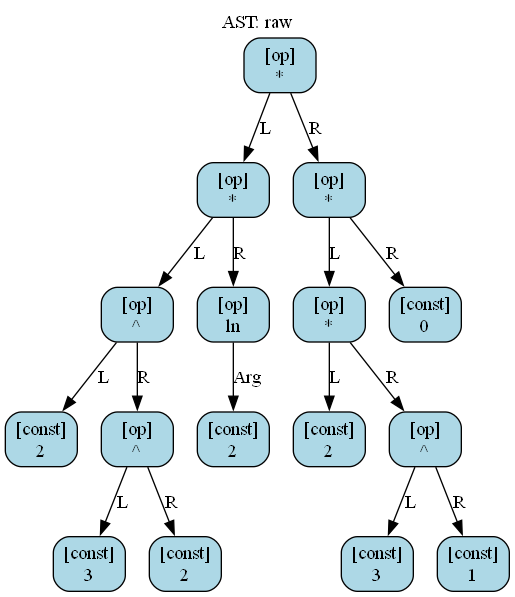 AST: raw
[op]
*
L
R
[op]
*
[op]
*
L
R
L
R
[op]
^
[op]
ln
[op]
*
[const]
0
L
R
Arg
L
R
[const]
2
[op]
^
[const]
2
[const]
2
[op]
^
L
R
L
R
[const]
3
[const]
2
[const]
3
[const]
1